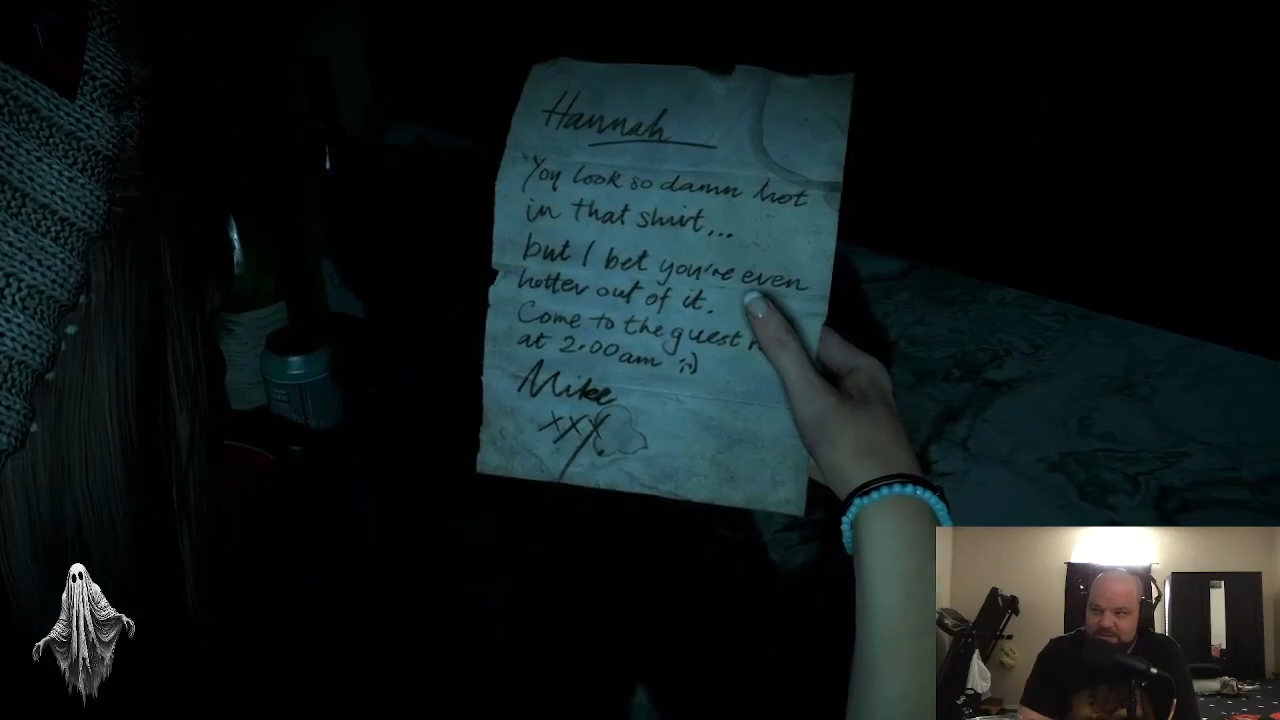 Hannah
You look so damn hot
in that shirt...
but I bet you're even
hotter out of it.
Come to the guest
at 2.00am ;)
Mike
xxx